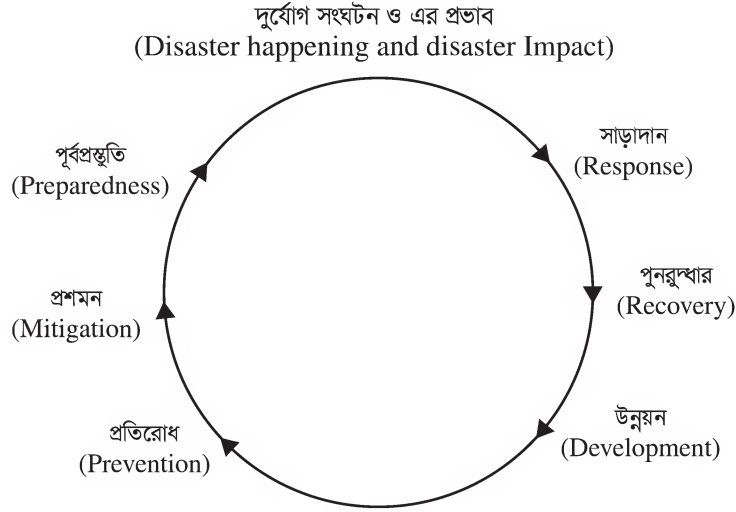 দুর্যোগ সংঘটন ও এর প্রভাব
(Disaster happening and disaster Impact)
সাড়াদান
(Response)
পুনরুদ্ধার
(Recovery)
উন্নয়ন
(Development)
প্রতিরোধ
(Prevention)
প্রশমন
(Mitigation)
পূর্বপ্রস্তুতি
(Preparedness)